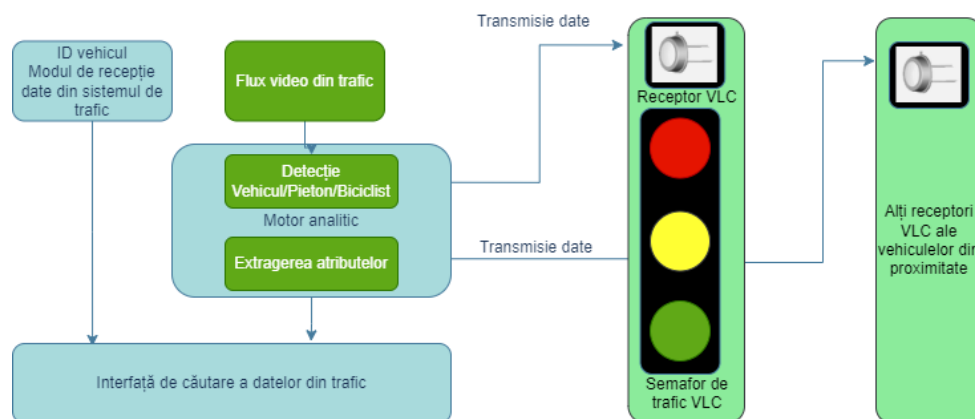 Transmisie date
ID vehicul
Modul de recepție
date din sistemul de
trafic
Flux video din trafic
Receptor VLC
Detecție
Vehicul/Pieton/Biciclist
Motor analitic
Extragerea atributelor
Transmisie date
Alți receptori
VLC ale
vehiculelor din
proximitate
Interfață de căutare a datelor din trafic
Semafor de
trafic VLC